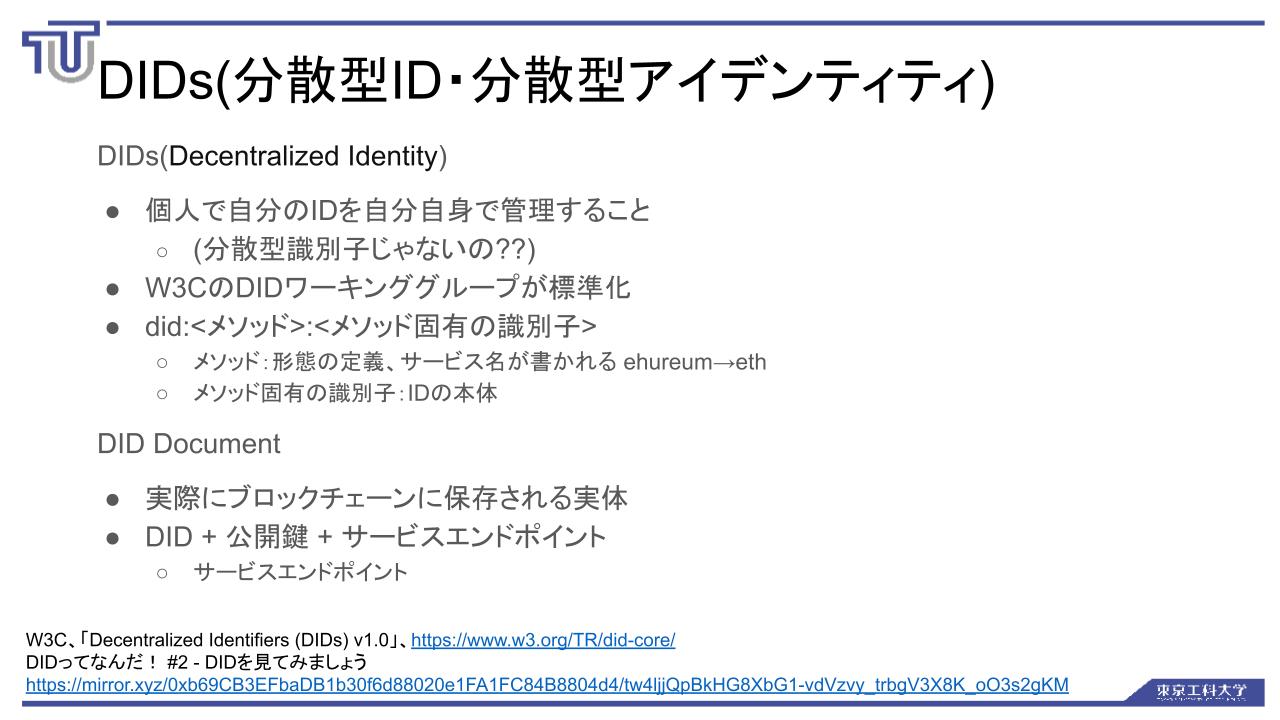 DIDs(分散型ID・分散型アイデンティティ)
DIDs(Decentralized Identity)
● 個人で自分のIDを自分自身で管理すること
○ (分散型識別子じゃないの??)
● W3CのDIDワーキンググループが標準化
● did:<メソッド>:<メソッド固有の識別子>
○ メソッド：形態の定義、サービス名が書かれる ehureum→eth
○ メソッド固有の識別子：IDの本体
DID Document
● 実際にブロックチェーンに保存される実体
● DID + 公開鍵 + サービスエンドポイント
○ サービスエンドポイント
W3C、「Decentralized Identifiers (DIDs) v1.0」、https://www.w3.org/TR/did-core/
DIDってなんだ！ #2 - DIDを見てみましょう
https://mirror.xyz/0xb69CB3EFbaDB1b30f6d88020e1FA1FC84B8804d4/tw4ljjQpBkHG8XbG1-vdVzvy_trbgV3X8K_oO3s2gKM
東京工科大学